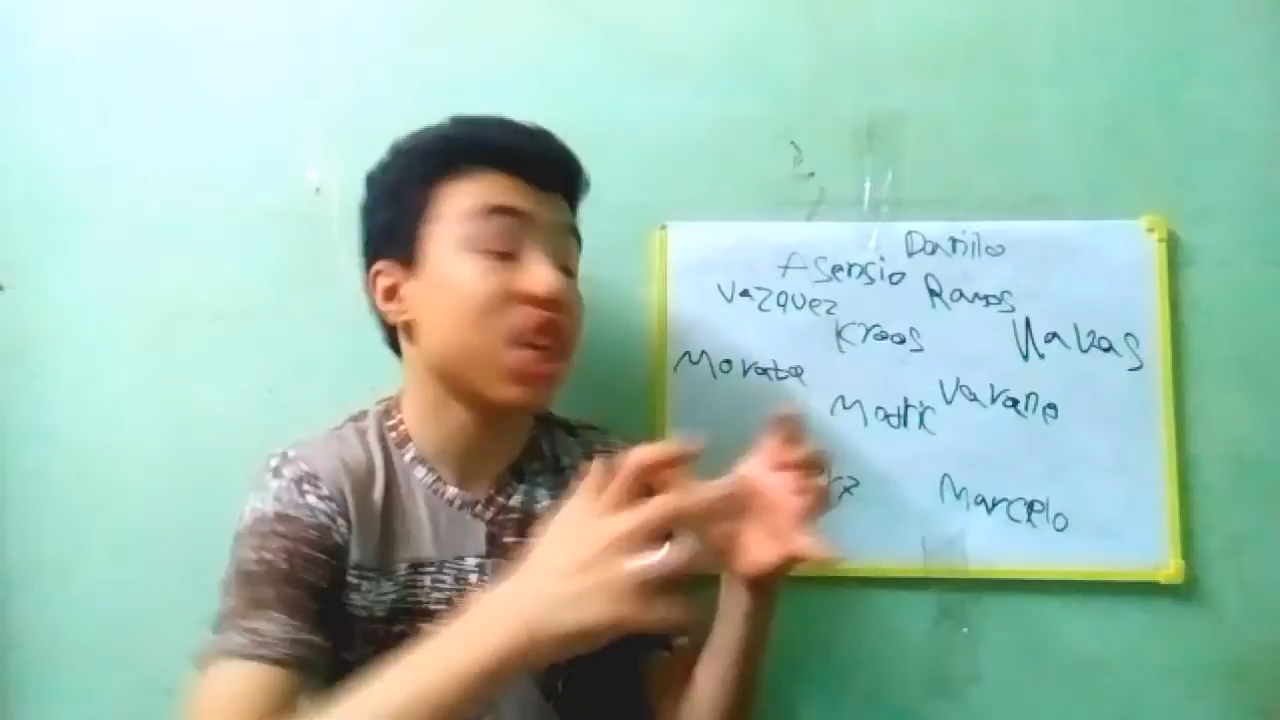 Danilo
Asensio
Vazquez
Ramos
Kroos
Navas
Morata
Modric
Varane
Marcelo